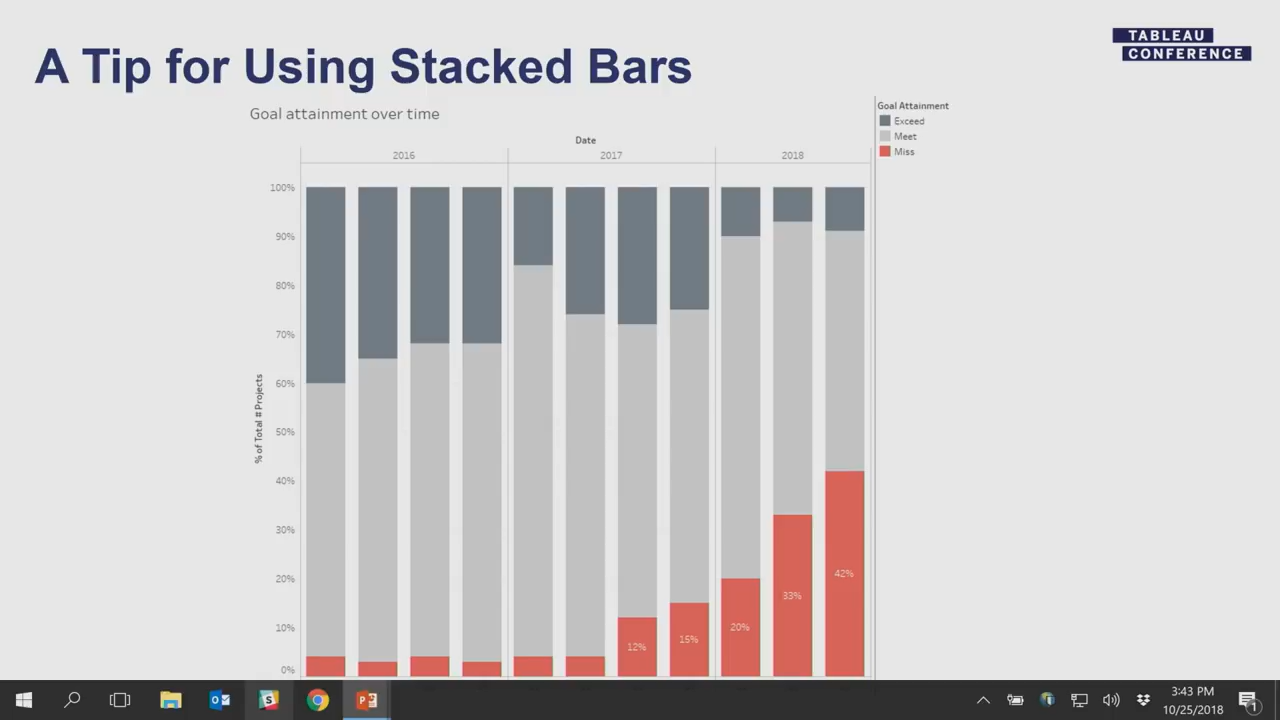 A Tip for Using Stacked Bars
TABLEAU
CONFERENCE
Goal attainment over time
Goal Attainment
Exceed
Meet
Miss
Date
2016
2017
2018
100%
90%
80%
70%
60%
50%
40%
30%
20%
10%
0%
% of Total # Projects
12%
15%
20%
33%
42%
3:43 PM
10/25/2018
1